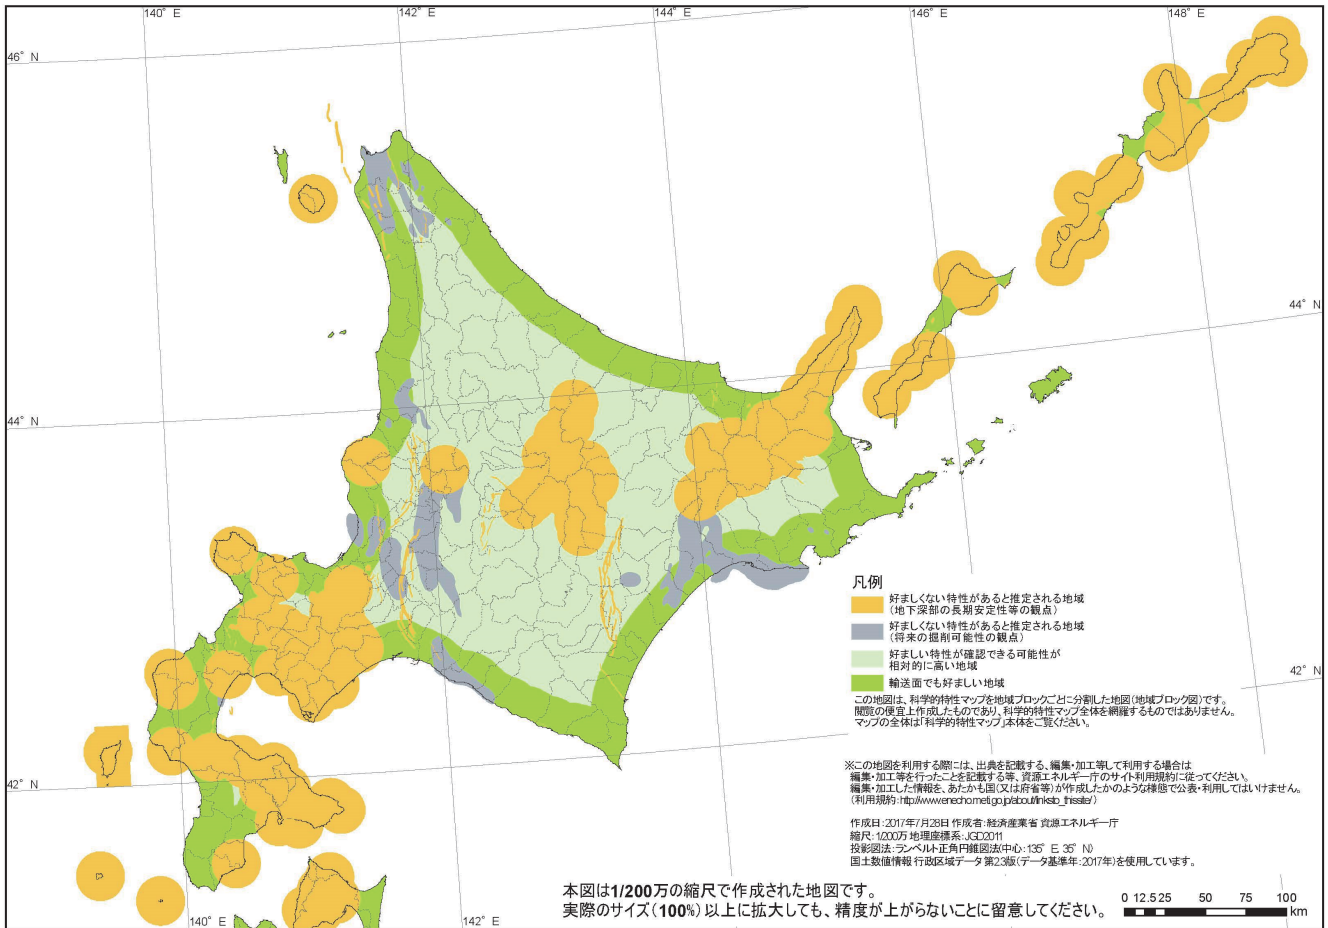 140° E
142° E
144° E
146° E
148° E
46° N
44° N
44° N
42° N
42° N
140° E
142° E
凡例
好ましくない特性があると推定される地域
(地下深部の長期安定性等の観点)
好ましくない特性があると推定される地域
(将来の掘削可能性の観点)
好ましい特性が確認できる可能性が
相対的に高い地域
輸送面でも好ましい地域
この地図は、科学的特性マップを地域ブロックごとに分割した地図(地域ブロック図)です。
閲覧の便宜上作成したものであり、科学的特性マップ全体を網羅するものではありません。
マップの全体は「科学的特性マップ」本体をご覧ください。
※この地図を利用する際には、出典を記載する、編集・加工等して利用する場合は
編集・加工等を行ったことを記載する等、資源エネルギー庁のサイト利用規約に従ってください。
編集・加工した情報を、あたかも国(又は府省等)が作成したかのような様態で公表・利用してはいけません。
(利用規約:http://www.enecho.meti.go.jp/about/linksto_thissite/)
作成日:2017年7月28日 作成者:経済産業省 資源エネルギー庁
縮尺:1/200万 地理座標系:JGD2011
投影図法:ランベルト正角円錐図法(中心:135° E 35° N)
国土数値情報 行政区域データ 第2.3版(データ基準年:2017年)を使用しています。
本図は1/200万の縮尺で作成された地図です。
実際のサイズ(100%)以上に拡大しても、精度が上がらないことに留意してください。
0 12.5 25 50 75 100
km